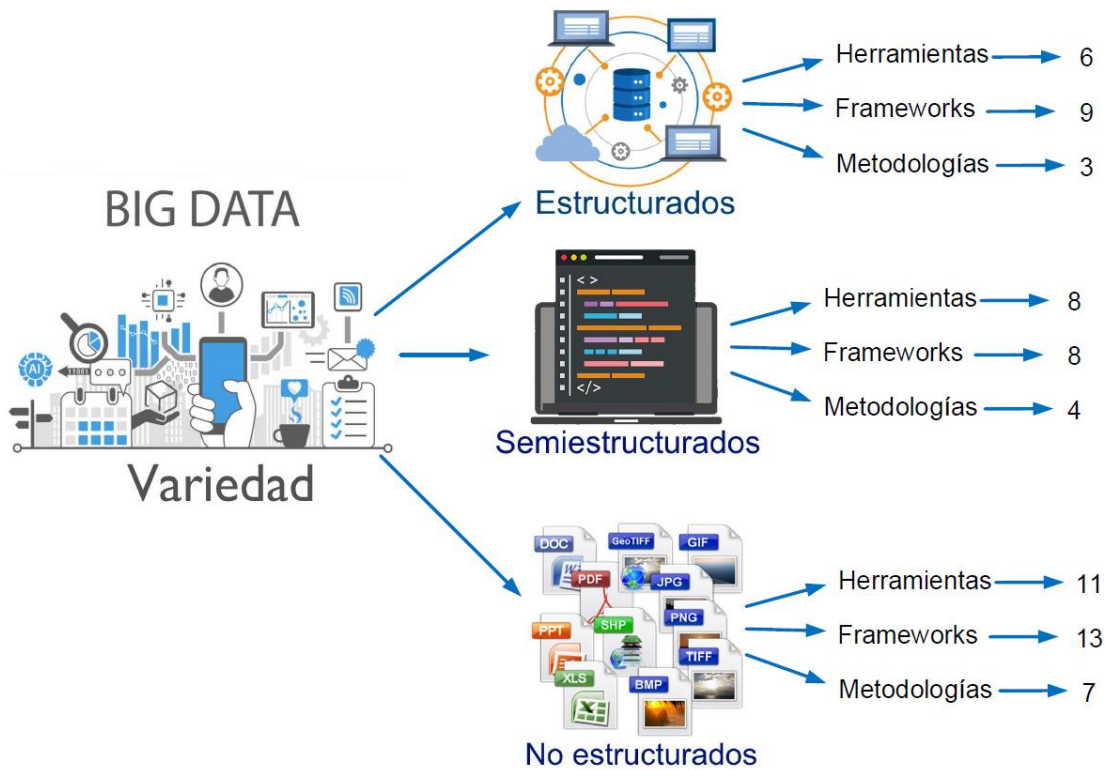 BIG DATA
AI
Variedad
Estructurados
Herramientas 6
Frameworks 9
Metodologías 3
< >
</>
Semiestructurados
Herramientas 8
Frameworks 8
Metodologías 4
DOC
GeoTIFF
GIF
PDF
JPG
PPT
SHP
PNG
TIFF
XLS
BMP
No estructurados
Herramientas 11
Frameworks 13
Metodologías 7